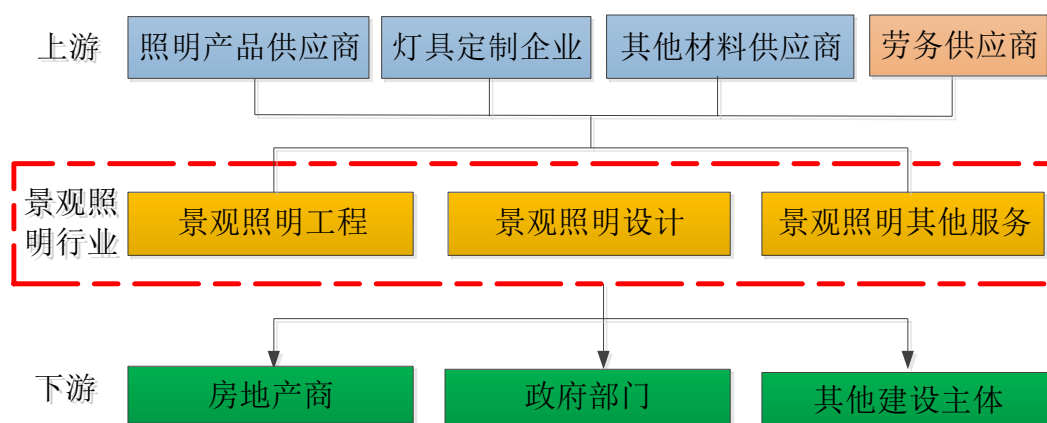 上游
照明产品供应商
灯具定制企业
其他材料供应商
劳务供应商
景观照
明行业
景观照明工程
景观照明设计
景观照明其他服务
下游
房地产商
政府部门
其他建设主体